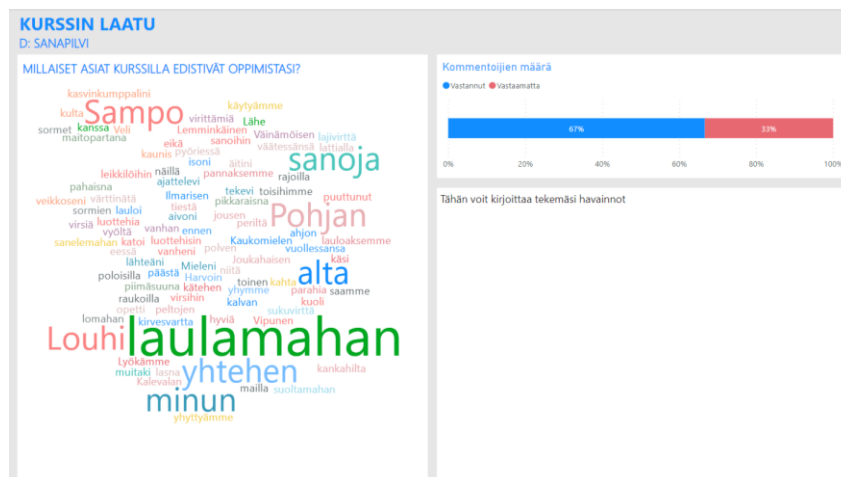 KURSSIN LAATU
D: SANAPILVI
MILLAISET ASIAT KURSSILLA EDISTIVÄT OPPIMISTASI?
kasvinkumppalini
kulta Sampo käytyämme
virittämiä Lähe
sormet kanssa Veli Lemminkäinen Väinämöisen lajivirttä
maitopartana eikä sanoihin väätessänsä lattialla
kaunis pyöriessä
isoni äitini sanoja
leikkilöihin näillä pannaksemme rajoilla
pahaisna ajattelevi tekevi toisihimme
veikkoseni värttinätä Ilmarisen pikkaraisna puuttunut
sormien lauloi tiestä jousen Pohjan
virsiä luottehia aivoni periltä
vyöltä vanhan ennen ahjon
sanelemahan katoi luottehisin Kaukomielen lauloaksemme
eessä vanheni polven vuollessansa
lähteäni Mieleni Joukahaisen käsi
poloisilla päästä Harvoin niitä toinen kahta alta
piimäsuuna kätehen yhymme parahia saamme
raukoilla virsihin kalvan kuoli
opetti peltojen sukuvirttä
lomahan kirvesvartta hyviä Vipunen
Louhi laulamahan
Lyökämme
muitaki lasna yhtehen kankahilta
Kalevalan mailla suoltamahan
minun
yhyttyämme
Kommentoijien määrä
Vastannut Vastaamatta
67% 33%
0% 20% 40% 60% 80% 100%
Tähän voit kirjoittaa tekemäsi havainnot